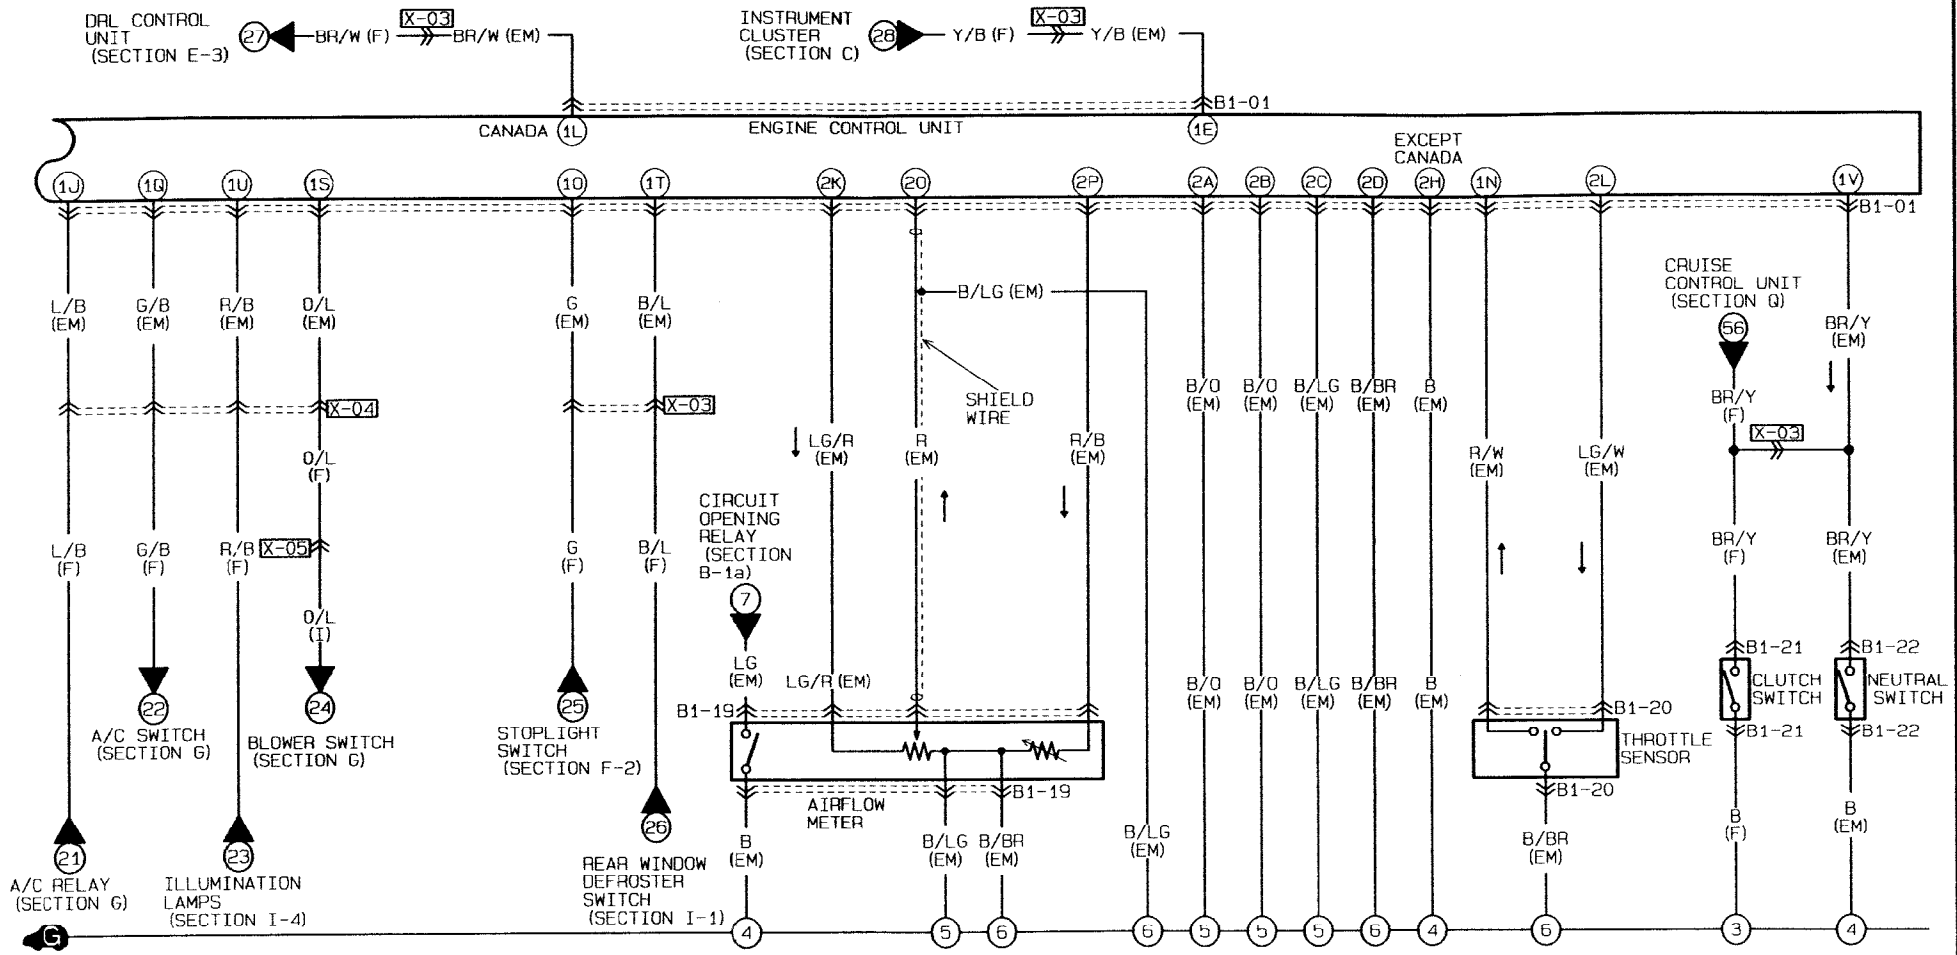 DRL CONTROL
UNIT
(SECTION E-3)
27
BR/W (F)
X-03
BR/W (EM)
INSTRUMENT
CLUSTER
(SECTION C)
28
Y/B (F)
X-03
Y/B (EM)
B1-01
CANADA
1L
ENGINE CONTROL UNIT
1E
EXCEPT
CANADA
1J
1Q
1U
1S
1O
1T
2K
2O
2P
2A
2B
2C
2D
2H
1N
2L
1V
B1-01
L/B
(EM)
G/B
(EM)
R/B
(EM)
O/L
(EM)
G
(EM)
B/L
(EM)
B/LG (EM)
CRUISE
CONTROL UNIT
(SECTION Q)
56
BR/Y
(EM)
SHIELD
WIRE
X-04
X-03
B/O
(EM)
B/O
(EM)
B/LG
(EM)
B/BR
(EM)
B
(EM)
BR/Y
(F)
X-03
O/L
(F)
LG/R
(EM)
R
(EM)
R/B
(EM)
R/W
(EM)
LG/W
(EM)
CIRCUIT
OPENING
RELAY
(SECTION
B-1a)
7
L/B
(F)
G/B
(F)
R/B
(F)
X-05
G
(F)
B/L
(F)
BR/Y
(F)
BR/Y
(EM)
O/L
(I)
LG
(EM)
LG/R (EM)
B/O
(EM)
B/O
(EM)
B/LG
(EM)
B/BR
(EM)
B
(EM)
B1-21
CLUTCH
SWITCH
B1-21
B1-22
NEUTRAL
SWITCH
B1-22
22
A/C SWITCH
(SECTION G)
24
BLOWER SWITCH
(SECTION G)
25
STOPLIGHT
SWITCH
(SECTION F-2)
B1-19
B1-19
AIRFLOW
METER
B1-20
THROTTLE
SENSOR
B1-20
21
A/C RELAY
(SECTION G)
23
ILLUMINATION
LAMPS
(SECTION I-4)
26
REAR WINDOW
DEFROSTER
SWITCH
(SECTION I-1)
B
(EM)
B/LG
(EM)
B/BR
(EM)
B/LG
(EM)
B/BR
(EM)
B
(F)
B
(EM)
G
4
5
6
6
5
5
5
6
4
6
3
4